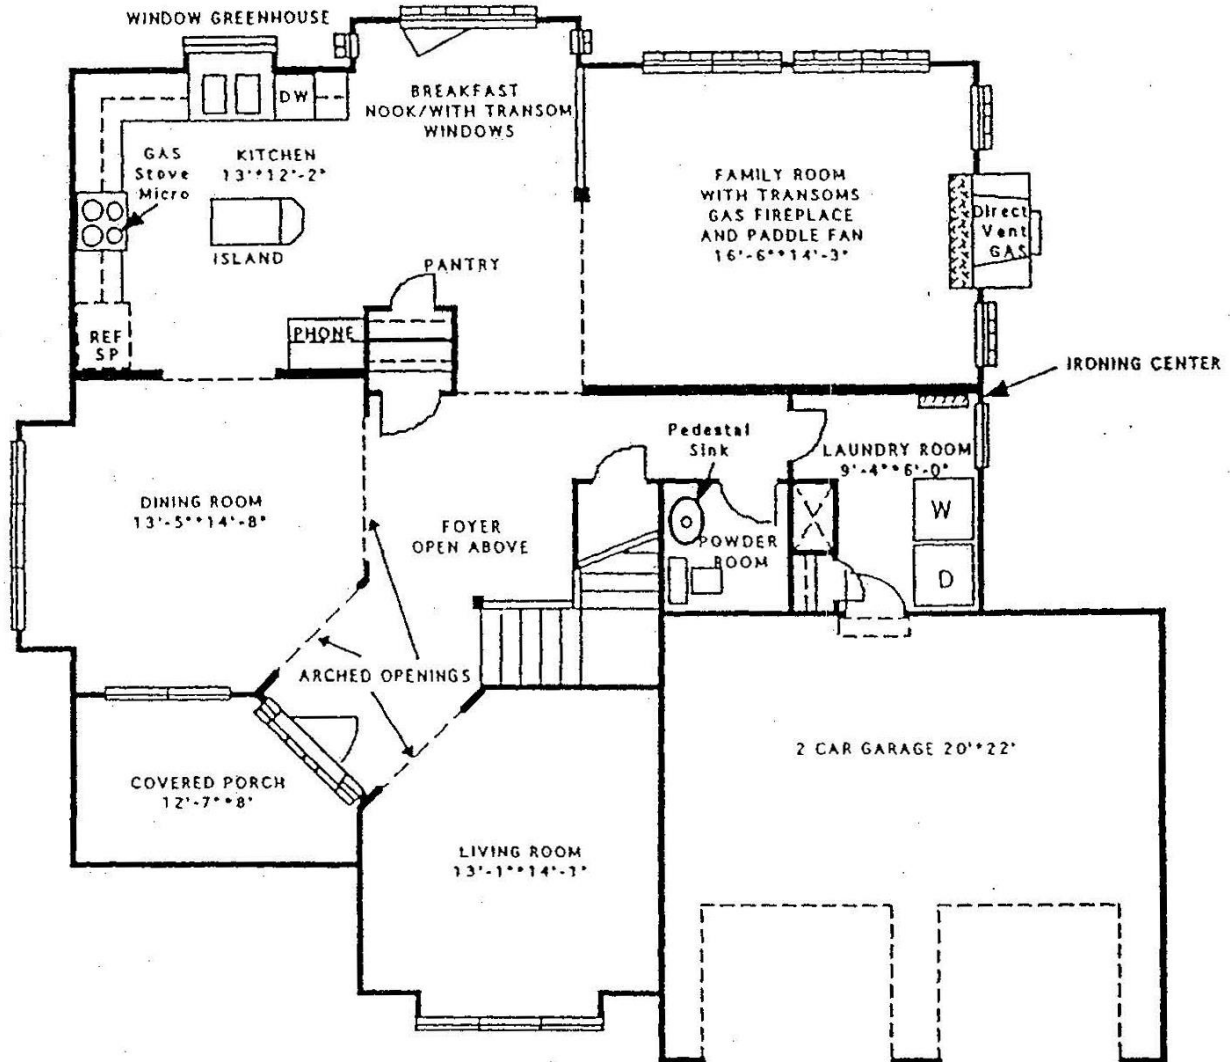 WINDOW GREENHOUSE
DW
BREAKFAST
NOOK/WITH TRANSOM
WINDOWS
GAS
Stove
Micro
KITCHEN
13'*12'-2"
ISLAND
PANTRY
PHONE
REF
SP
FAMILY ROOM
WITH TRANSOMS
GAS FIREPLACE
AND PADDLE FAN
16'-6"*14'-3"
Direct
Vent
GAS
IRONING CENTER
Pedestal
Sink
LAUNDRY ROOM
9'-4"*6'-0"
W
D
DINING ROOM
13'-5"*14'-8"
FOYER
OPEN ABOVE
POWDER
ROOM
ARCHED OPENINGS
COVERED PORCH
12'-7"*8'
2 CAR GARAGE 20'*22'
LIVING ROOM
13'-1"*14'-1"